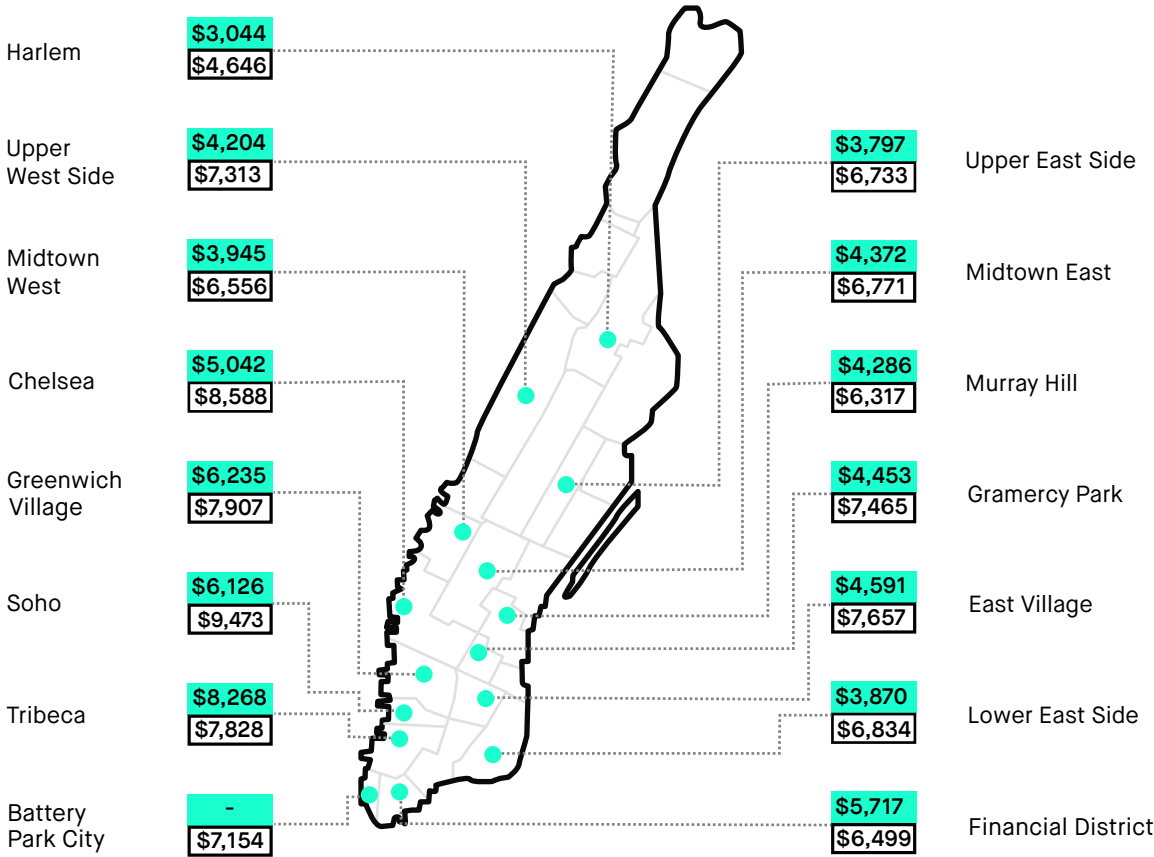 Harlem
$3,044
$4,646
Upper
West Side
$4,204
$7,313
Midtown
West
$3,945
$6,556
Chelsea
$5,042
$8,588
Greenwich
Village
$6,235
$7,907
Soho
$6,126
$9,473
Tribeca
$8,268
$7,828
Battery
Park City
-
$7,154
$3,797
$6,733
Upper East Side
$4,372
$6,771
Midtown East
$4,286
$6,317
Murray Hill
$4,453
$7,465
Gramercy Park
$4,591
$7,657
East Village
$3,870
$6,834
Lower East Side
$5,717
$6,499
Financial District